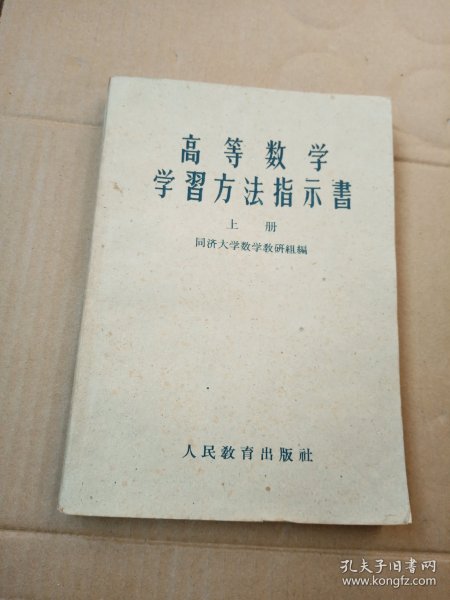 高等数学
学習方法指示書
上册
同济大学数学教研組編
人民教育出版社
孔夫子旧书网
www.kongfz.com